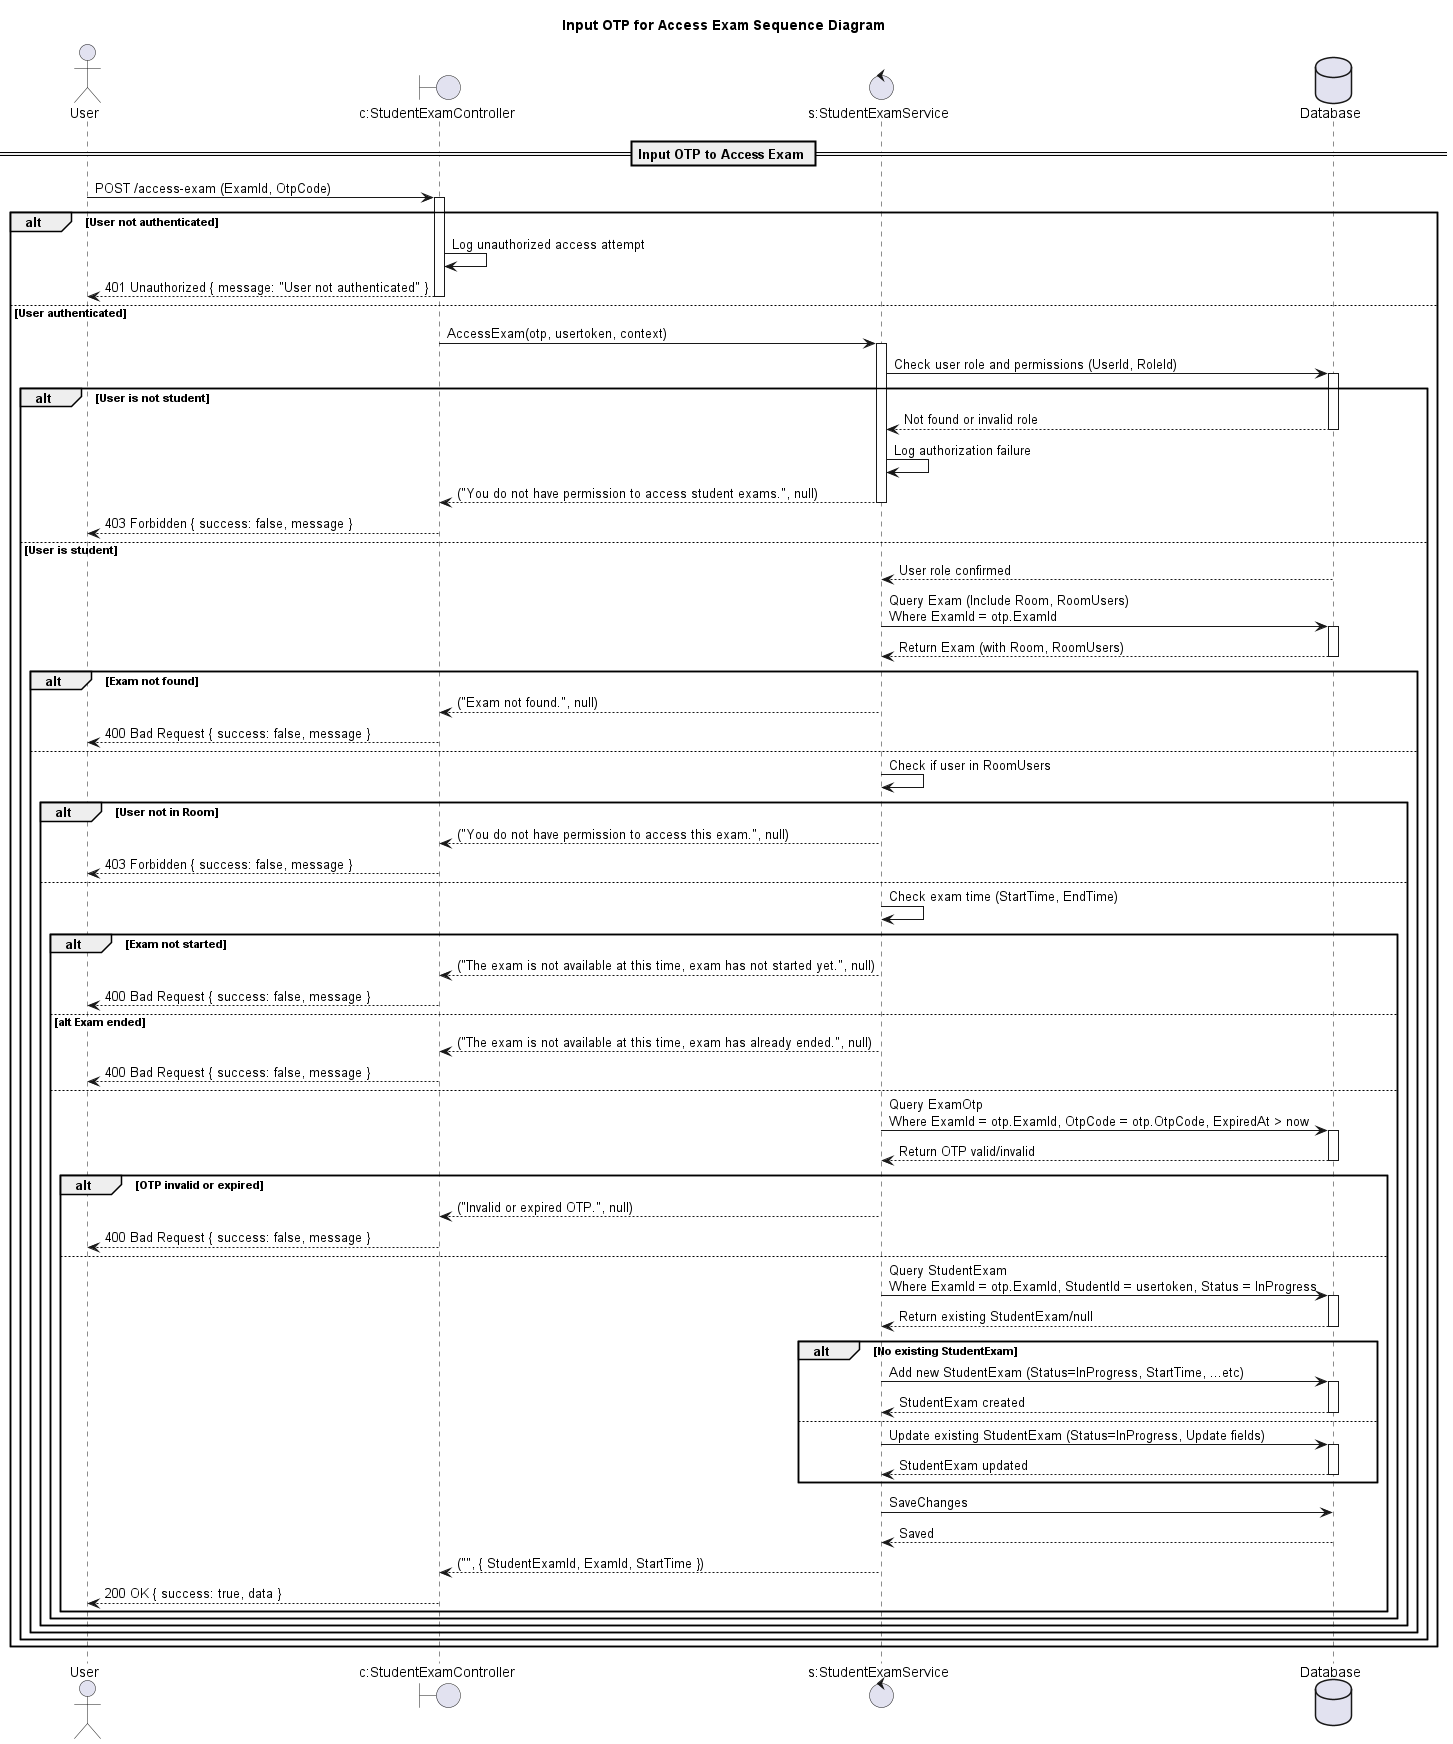 Input OTP for Access Exam Sequence Diagram
User
c:StudentExamController
s:StudentExamService
Database
Input OTP to Access Exam
POST /access-exam (ExamId, OtpCode)
alt [User not authenticated]
Log unauthorized access attempt
401 Unauthorized { message: "User not authenticated" }
[User authenticated]
AccessExam(otp, usertoken, context)
Check user role and permissions (UserId, RoleId)
alt [User is not student]
Not found or invalid role
Log authorization failure
("You do not have permission to access student exams.", null)
403 Forbidden { success: false, message }
[User is student]
User role confirmed
Query Exam (Include Room, RoomUsers)
Where ExamId = otp.ExamId
Return Exam (with Room, RoomUsers)
alt [Exam not found]
("Exam not found.", null)
400 Bad Request { success: false, message }
Check if user in RoomUsers
alt [User not in Room]
("You do not have permission to access this exam.", null)
403 Forbidden { success: false, message }
Check exam time (StartTime, EndTime)
alt [Exam not started]
("The exam is not available at this time, exam has not started yet.", null)
400 Bad Request { success: false, message }
[alt Exam ended]
("The exam is not available at this time, exam has already ended.", null)
400 Bad Request { success: false, message }
Query ExamOtp
Where ExamId = otp.ExamId, OtpCode = otp.OtpCode, ExpiredAt > now
Return OTP valid/invalid
alt [OTP invalid or expired]
("Invalid or expired OTP.", null)
400 Bad Request { success: false, message }
Query StudentExam
Where ExamId = otp.ExamId, StudentId = usertoken, Status = InProgress
Return existing StudentExam/null
alt [No existing StudentExam]
Add new StudentExam (Status=InProgress, StartTime, ...etc)
StudentExam created
Update existing StudentExam (Status=InProgress, Update fields)
StudentExam updated
SaveChanges
Saved
("", { StudentExamId, ExamId, StartTime })
200 OK { success: true, data }
User
c:StudentExamController
s:StudentExamService
Database